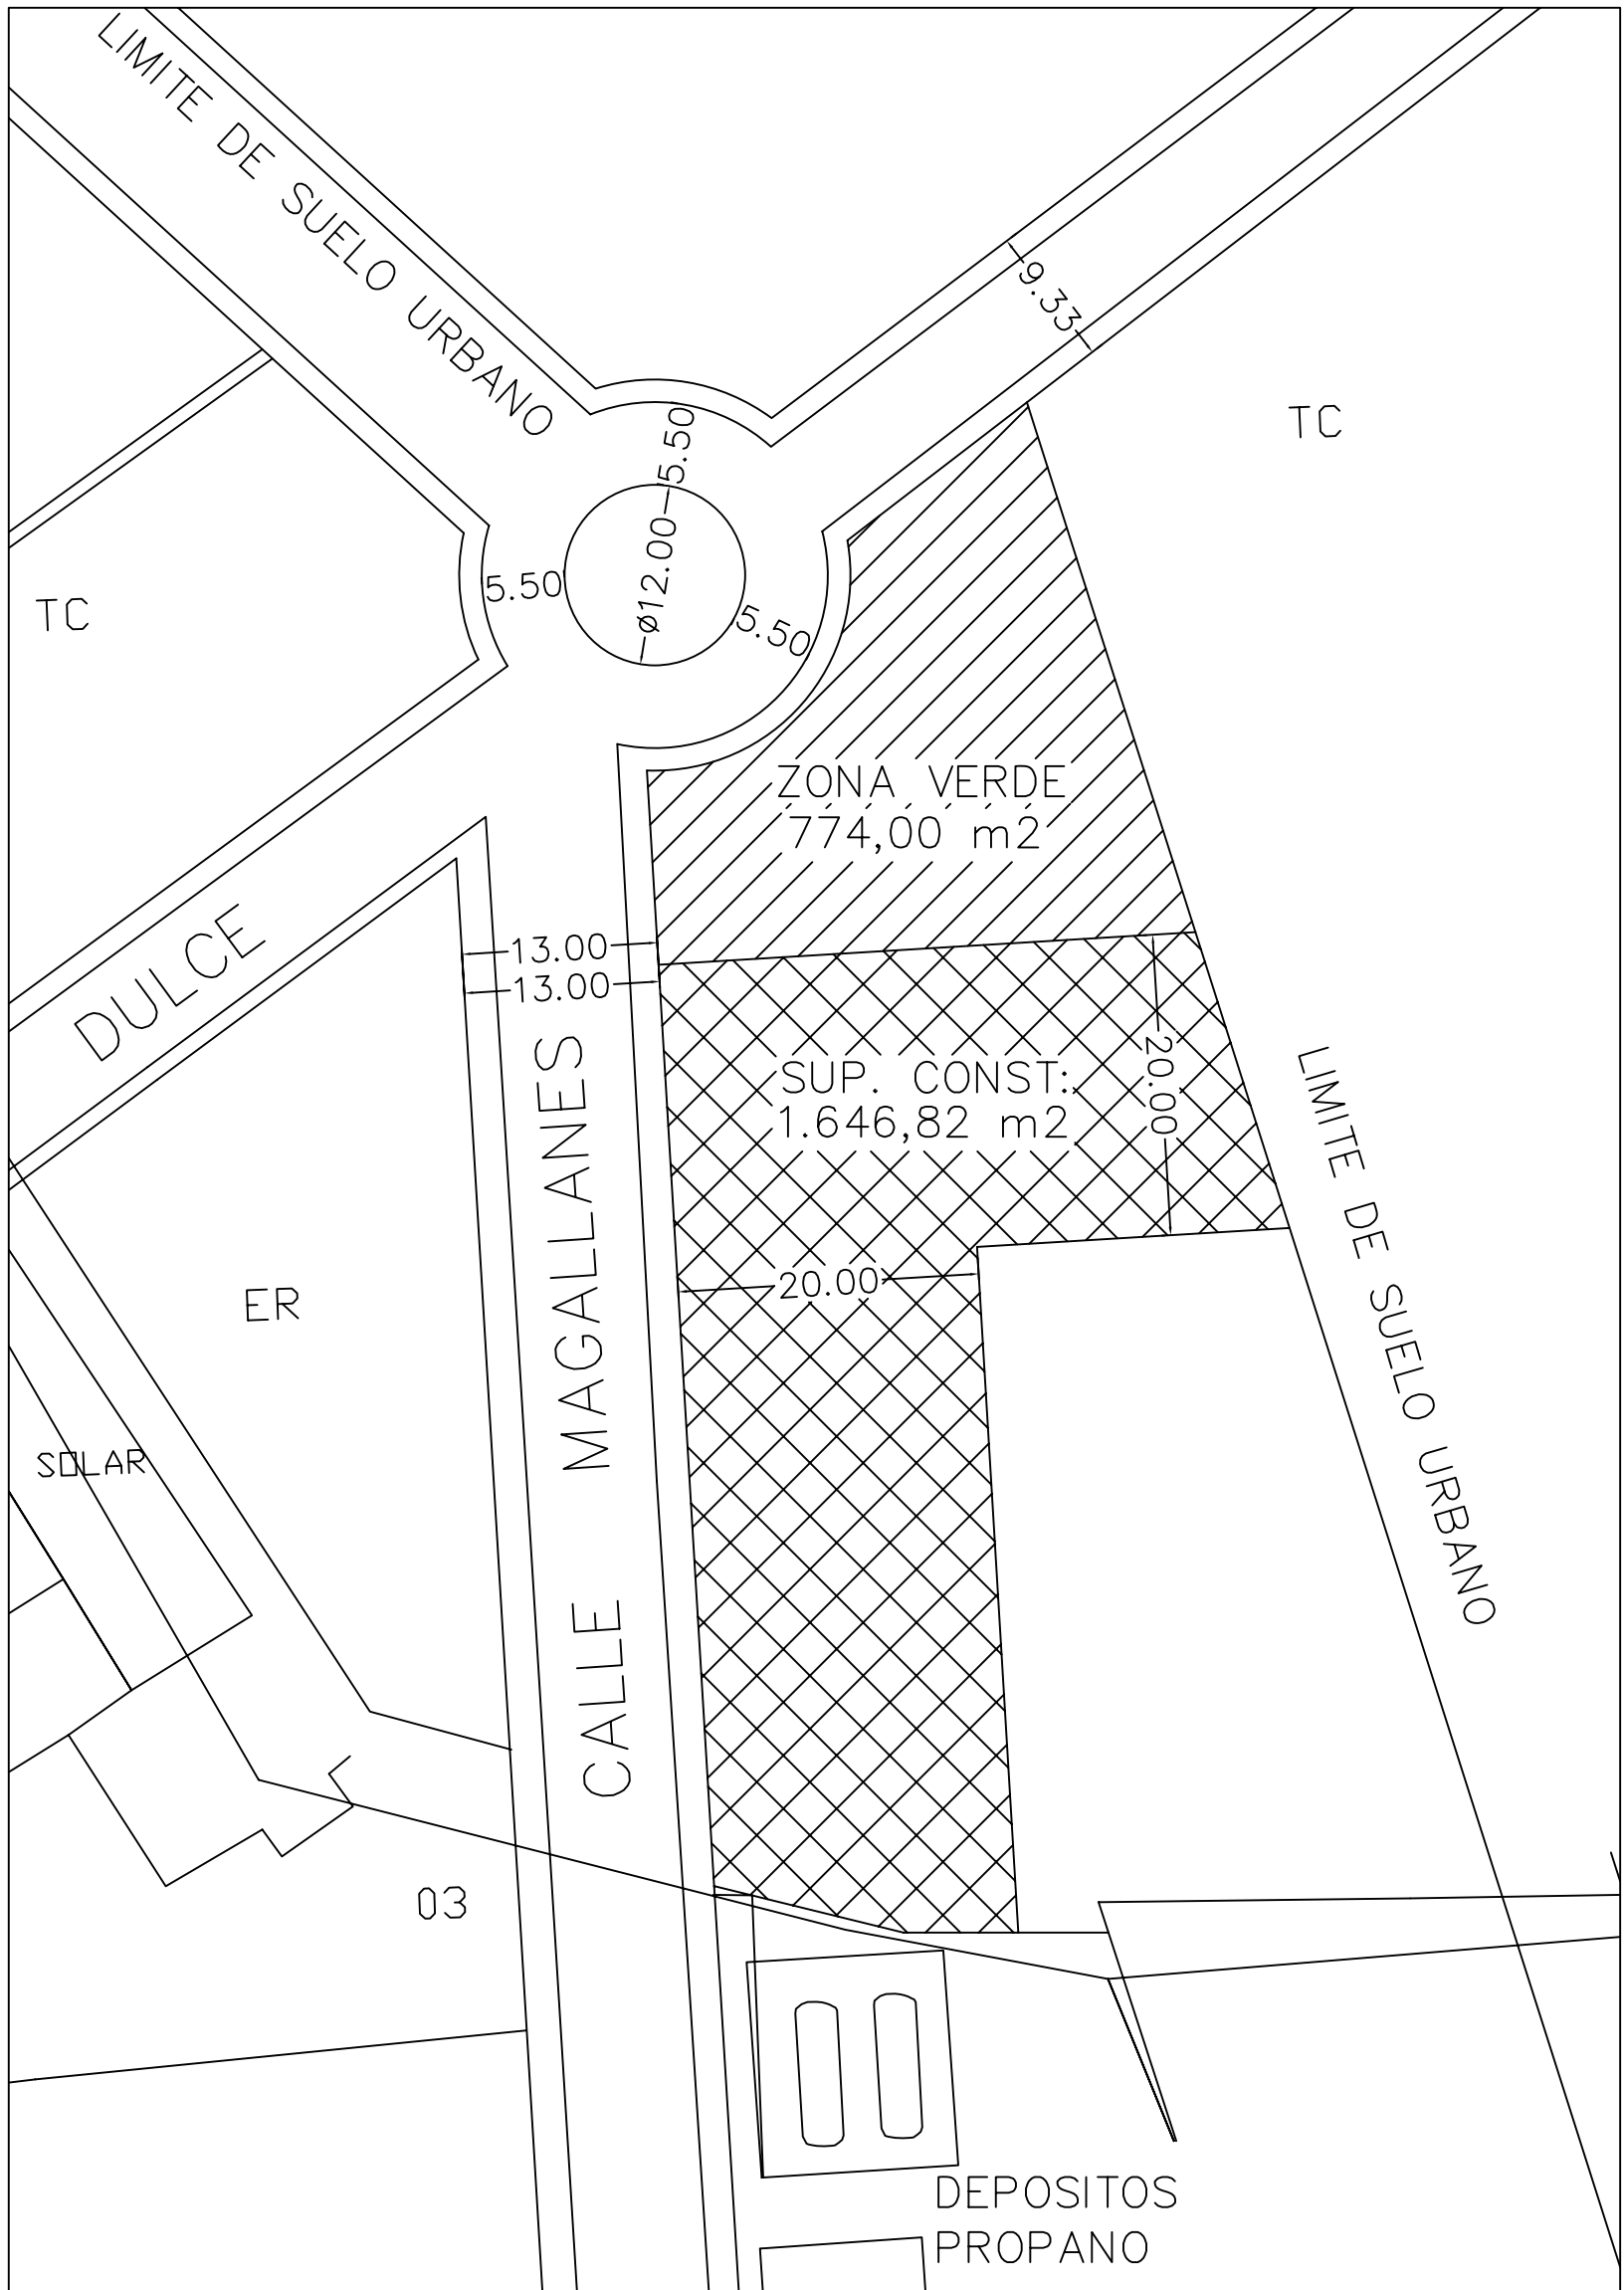 LIMITE DE SUELO URBANO
9.33
TC
5.50
ø12.00
5.50
5.50
TC
ZONA VERDE
774,00 m2
DULCE
13.00
13.00
SUP. CONST:
1.646,82 m2
20.00
LIMITE DE SUELO URBANO
20.00
ER
CALLE MAGALLANES
SOLAR
03
DEPOSITOS
PROPANO